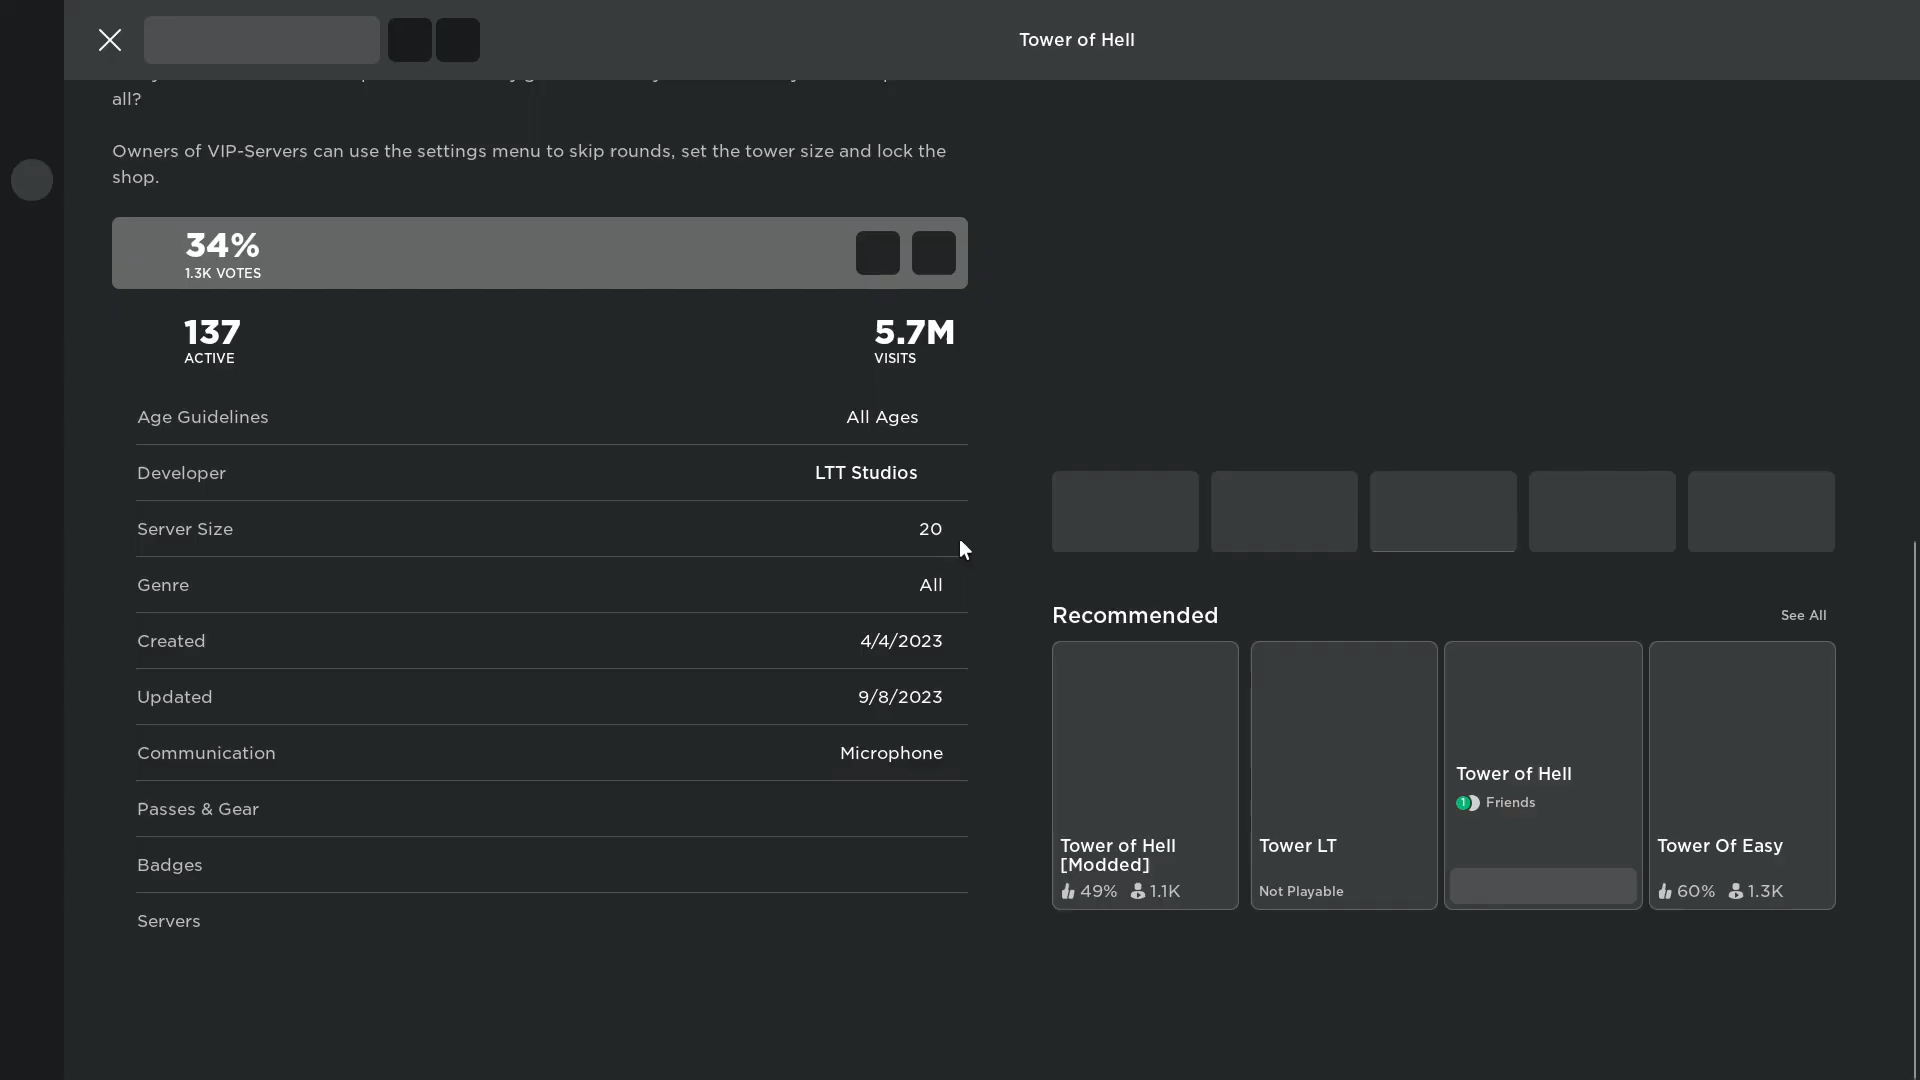 Tower of Hell
all?
Owners of VIP-Servers can use the settings menu to skip rounds, set the tower size and lock the
shop.
34%
1.3K VOTES
137
ACTIVE
5.7M
VISITS
Age Guidelines
All Ages
Developer
LTT Studios
Server Size
20
Genre
All
Created
4/4/2023
Updated
9/8/2023
Communication
Microphone
Passes & Gear
Badges
Servers
Recommended
See All
Tower of Hell
[Modded]
49% 1.1K
Tower LT
Not Playable
Tower of Hell
1 Friends
Tower Of Easy
60% 1.3K